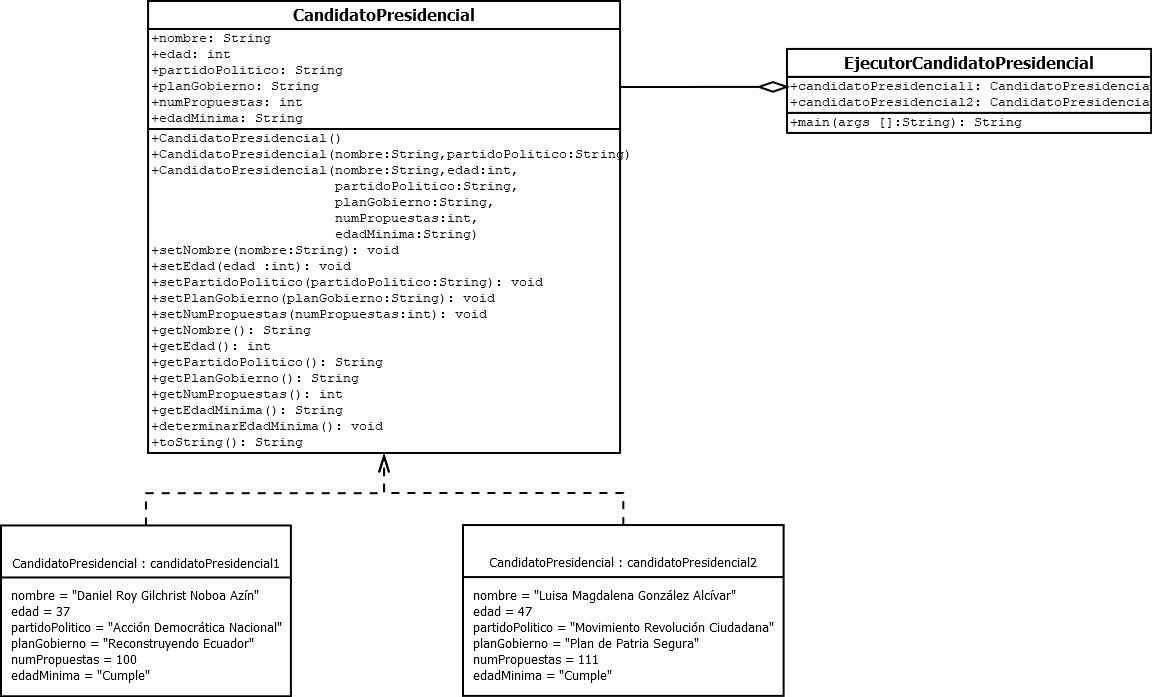 CandidatoPresidencial
+nombre: String
+edad: int
+partidoPolitico: String
+planGobierno: String
+numPropuestas: int
+edadMinima: String
+CandidatoPresidencial()
+CandidatoPresidencial(nombre:String,partidoPolitico:String)
+CandidatoPresidencial(nombre:String,edad:int,
partidoPolitico:String,
planGobierno:String,
numPropuestas:int,
edadMinima:String)
+setNombre(nombre:String): void
+setEdad(edad :int): void
+setPartidoPolitico(partidoPolitico:String): void
+setPlanGobierno(planGobierno:String): void
+setNumPropuestas(numPropuestas:int): void
+getNombre(): String
+getEdad(): int
+getPartidoPolitico(): String
+getPlanGobierno(): String
+getNumPropuestas(): int
+getEdadMinima(): String
+determinarEdadMinima(): void
+toString(): String
EjecutorCandidatoPresidencial
+candidatoPresidencial1: CandidatoPresidencia
+candidatoPresidencial2: CandidatoPresidencia
+main(args []:String): String
CandidatoPresidencial : candidatoPresidencial1
nombre = "Daniel Roy Gilchrist Noboa Azín"
edad = 37
partidoPolitico = "Acción Democrática Nacional"
planGobierno = "Reconstruyendo Ecuador"
numPropuestas = 100
edadMinima = "Cumple"
CandidatoPresidencial : candidatoPresidencial2
nombre = "Luisa Magdalena González Alcívar"
edad = 47
partidoPolitico = "Movimiento Revolución Ciudadana"
planGobierno = "Plan de Patria Segura"
numPropuestas = 111
edadMinima = "Cumple"